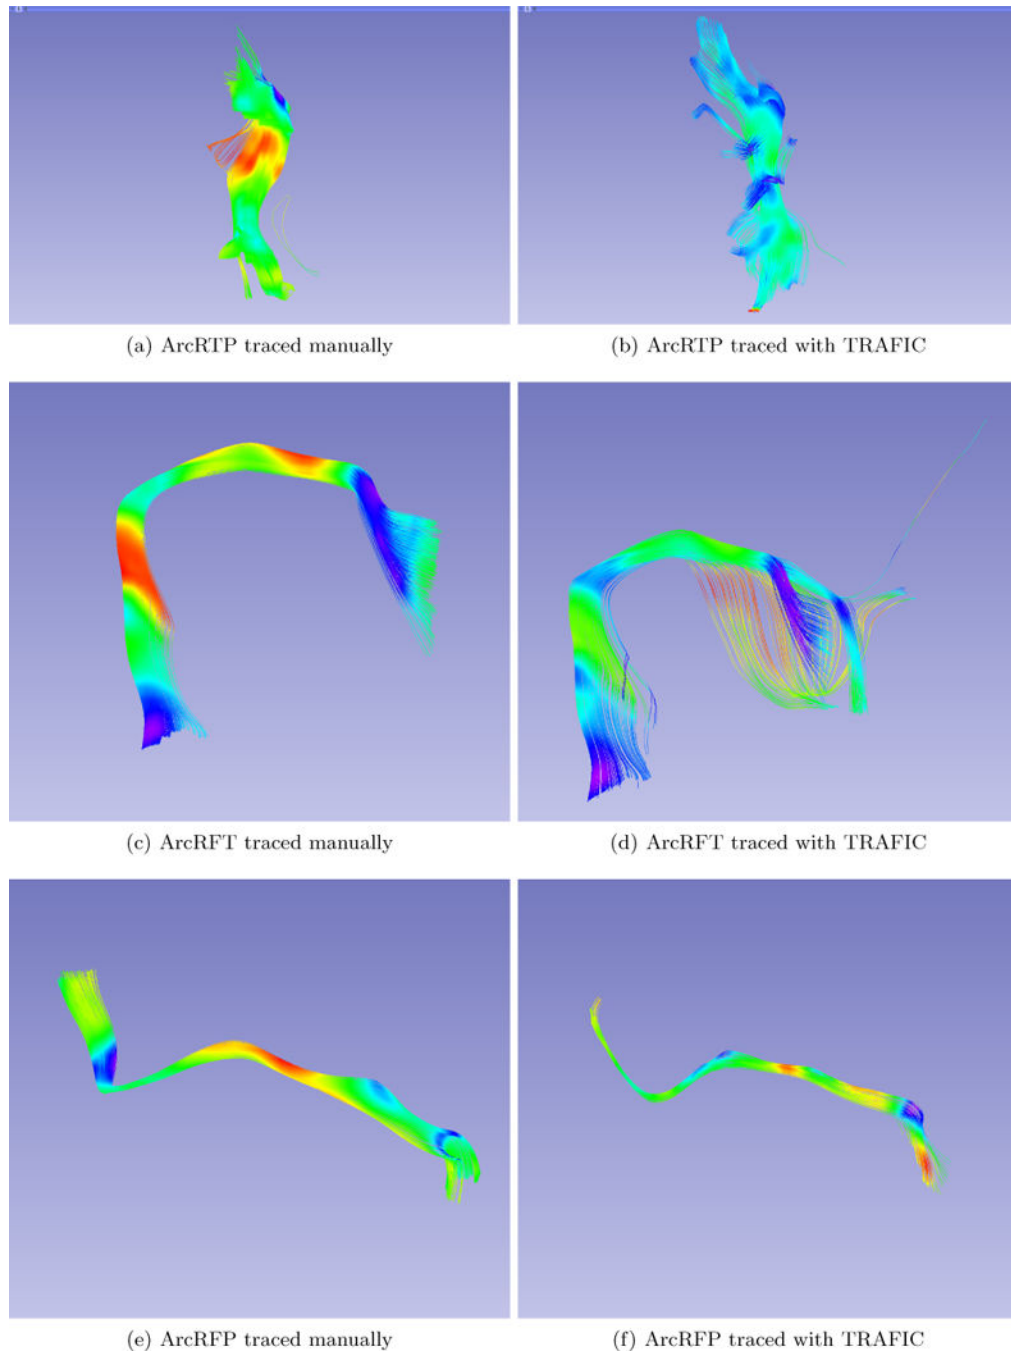 (a) ArcRTP traced manually
(b) ArcRTP traced with TRAFIC
(c) ArcRFT traced manually
(d) ArcRFT traced with TRAFIC
(e) ArcRFP traced manually
(f) ArcRFP traced with TRAFIC